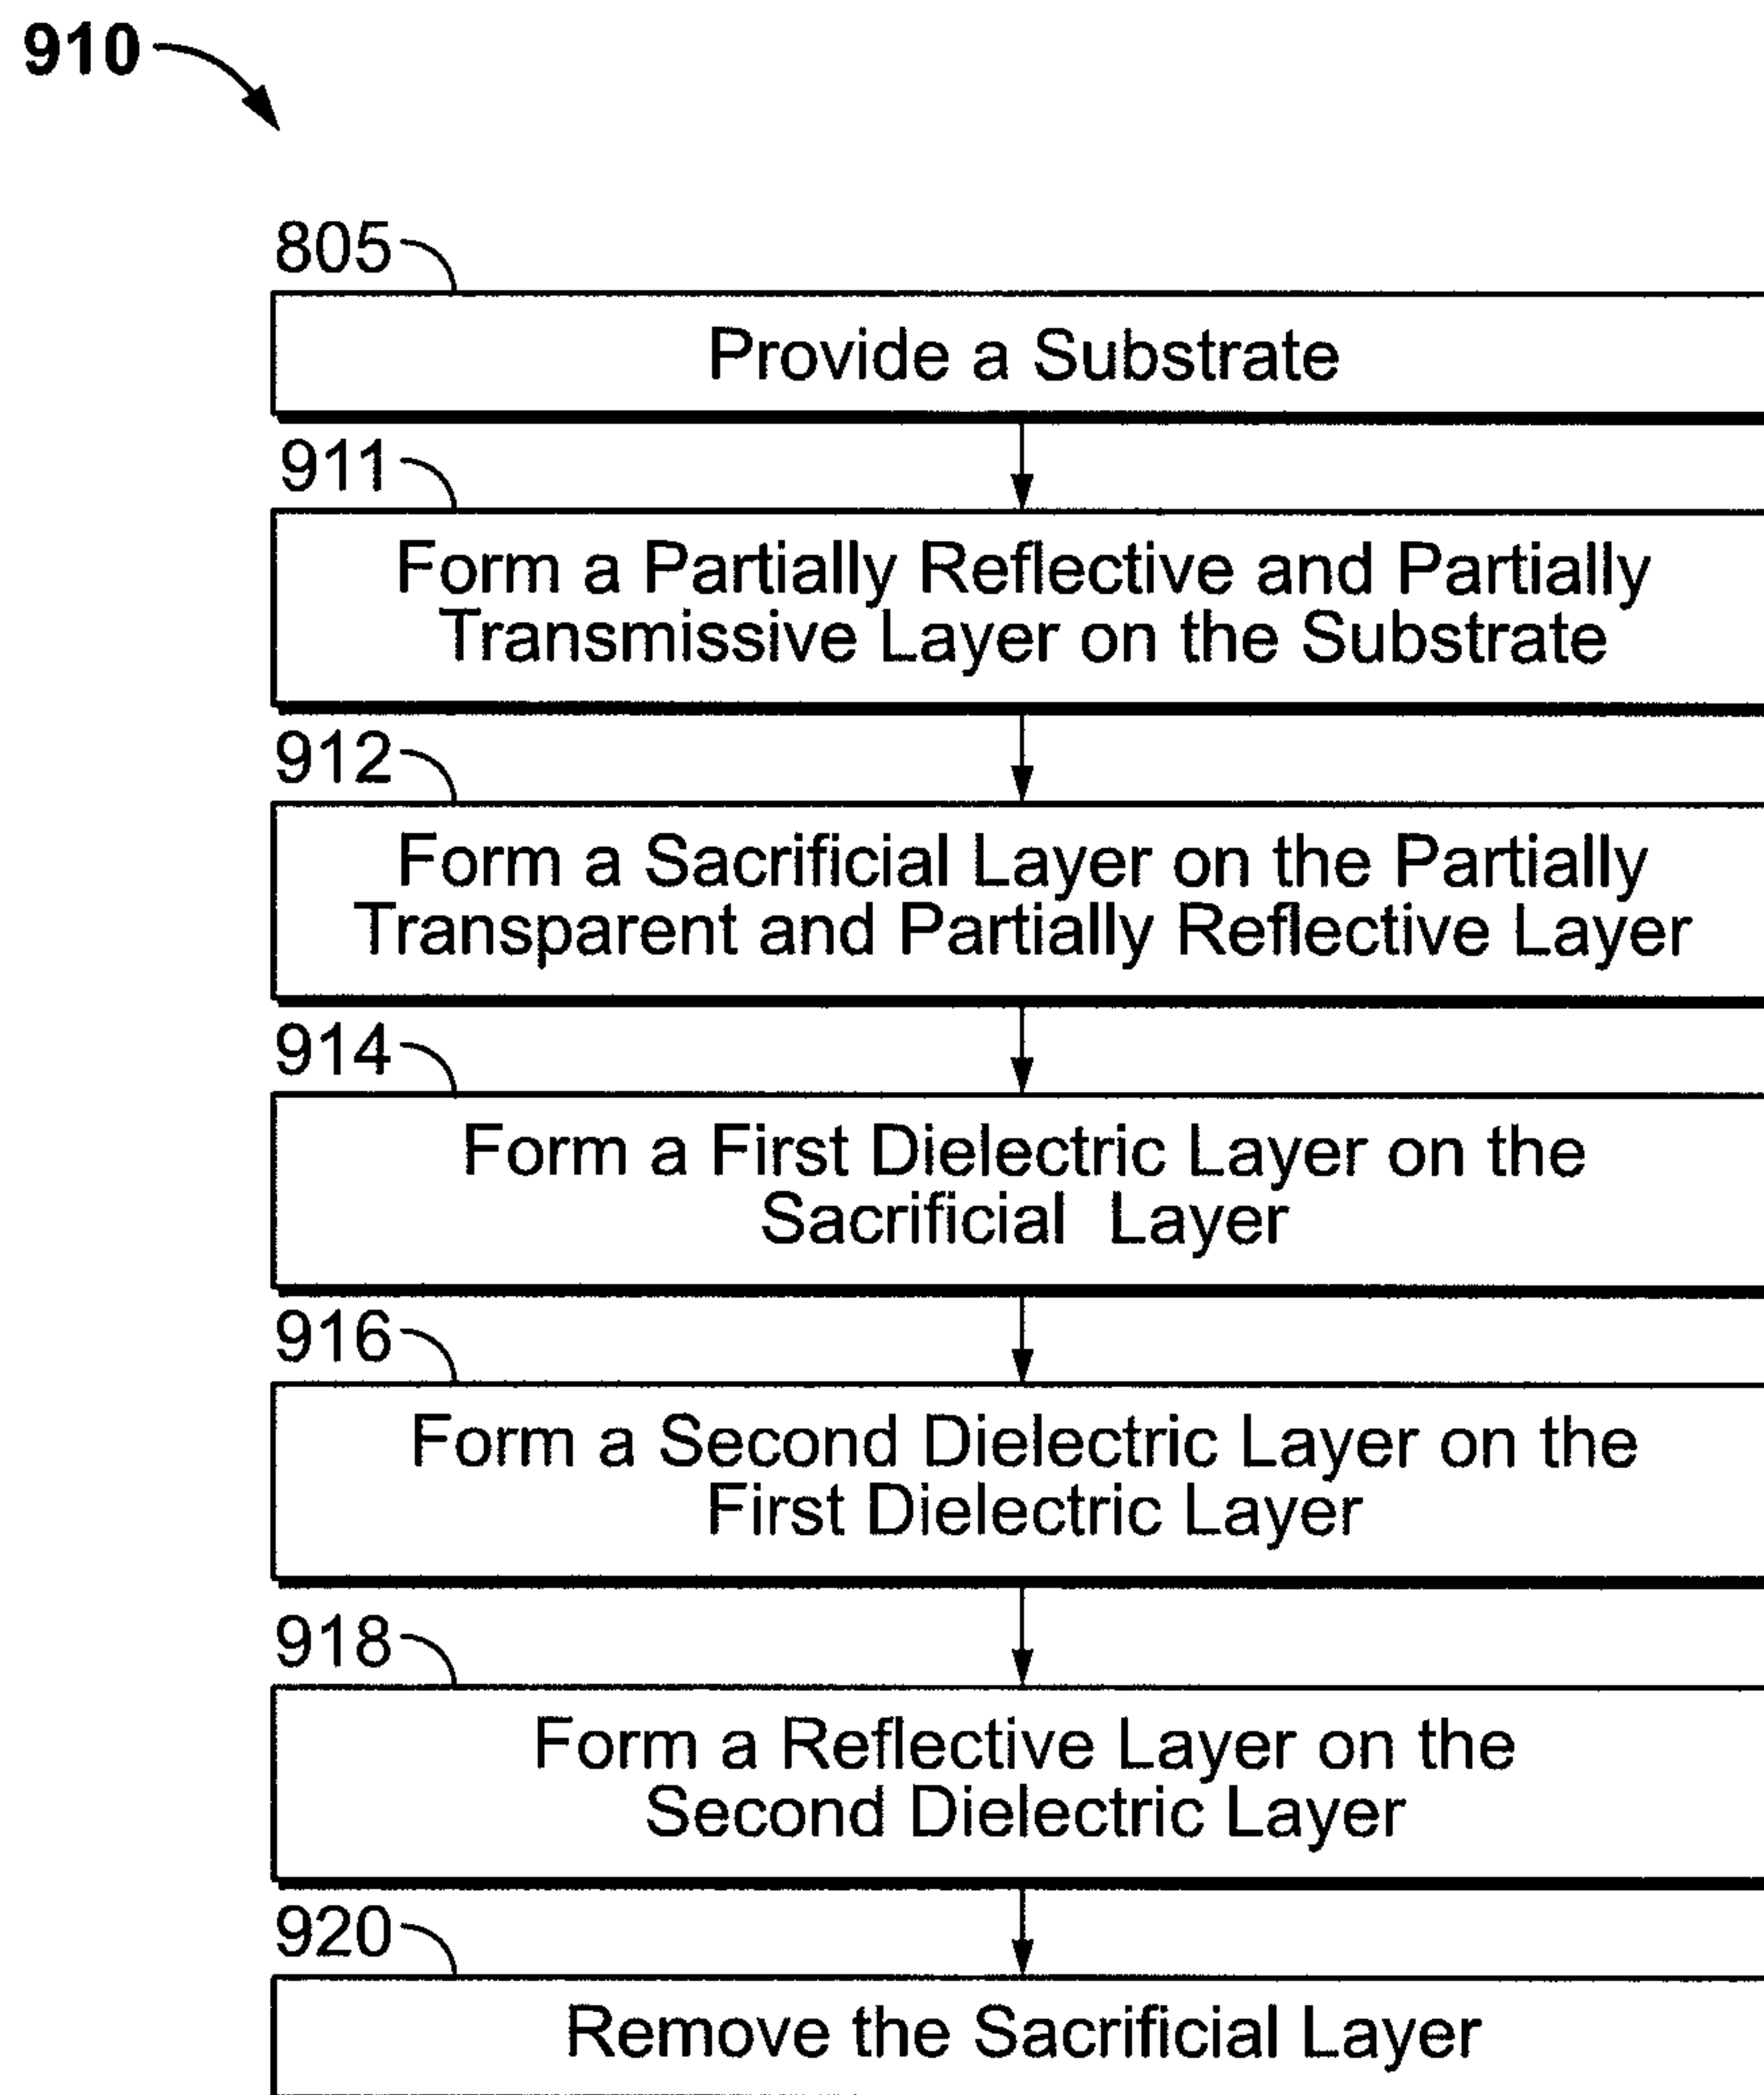 910
805
Provide a Substrate
911
Form a Partially Reflective and Partially
Transmissive Layer on the Substrate
912
Form a Sacrificial Layer on the Partially
Transparent and Partially Reflective Layer
914
Form a First Dielectric Layer on the
Sacrificial Layer
916
Form a Second Dielectric Layer on the
First Dielectric Layer
918
Form a Reflective Layer on the
Second Dielectric Layer
920
Remove the Sacrificial Layer